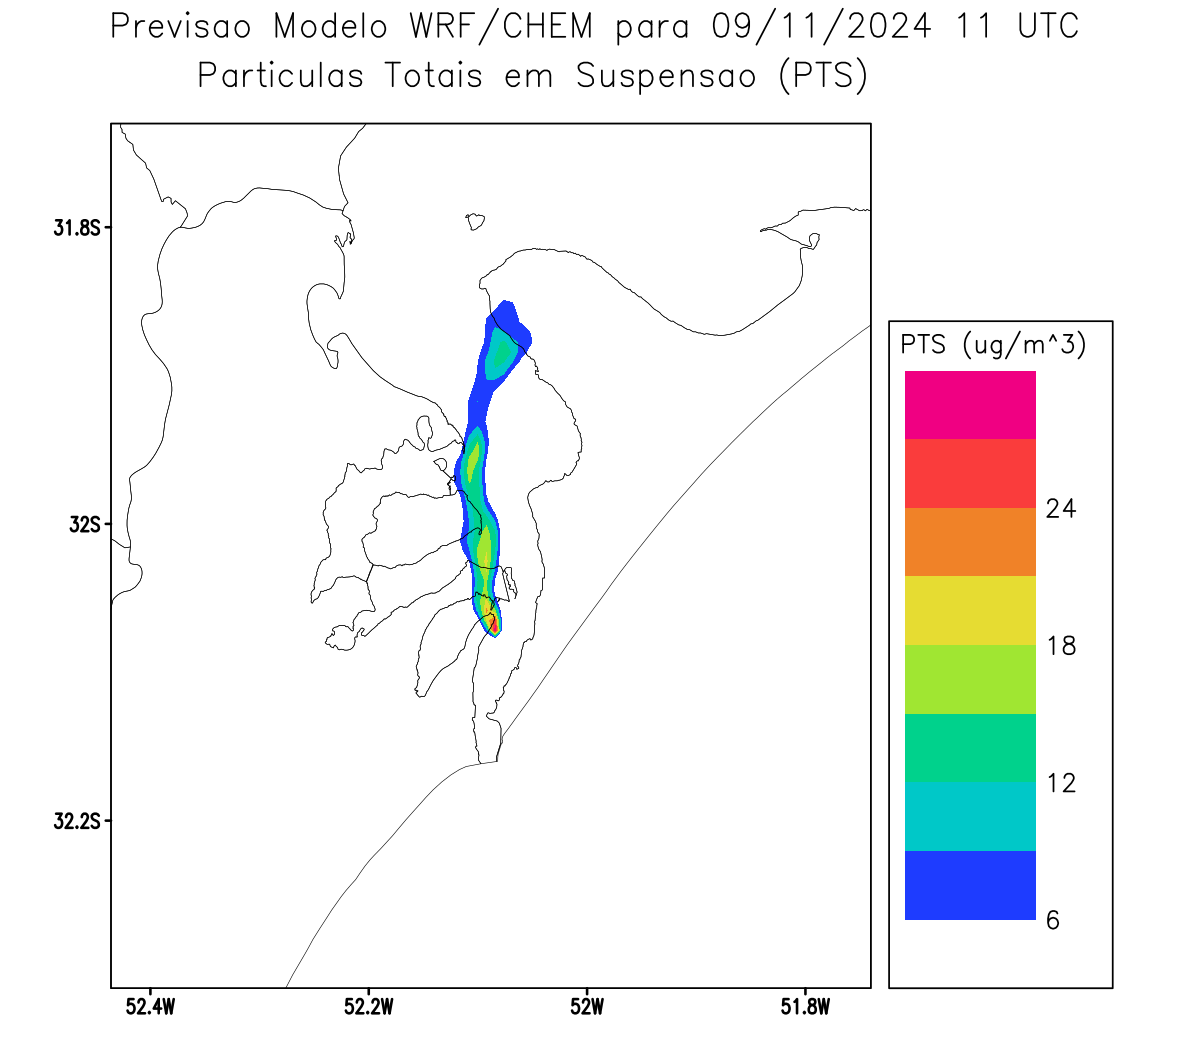 Previsao Modelo WRF/CHEM para 09/11/2024 11 UTC
Particulas Totais em Suspensao (PTS)
31.8S
32S
32.2S
52.4W
52.2W
52W
51.8W
PTS (ug/m^3)
24
18
12
6